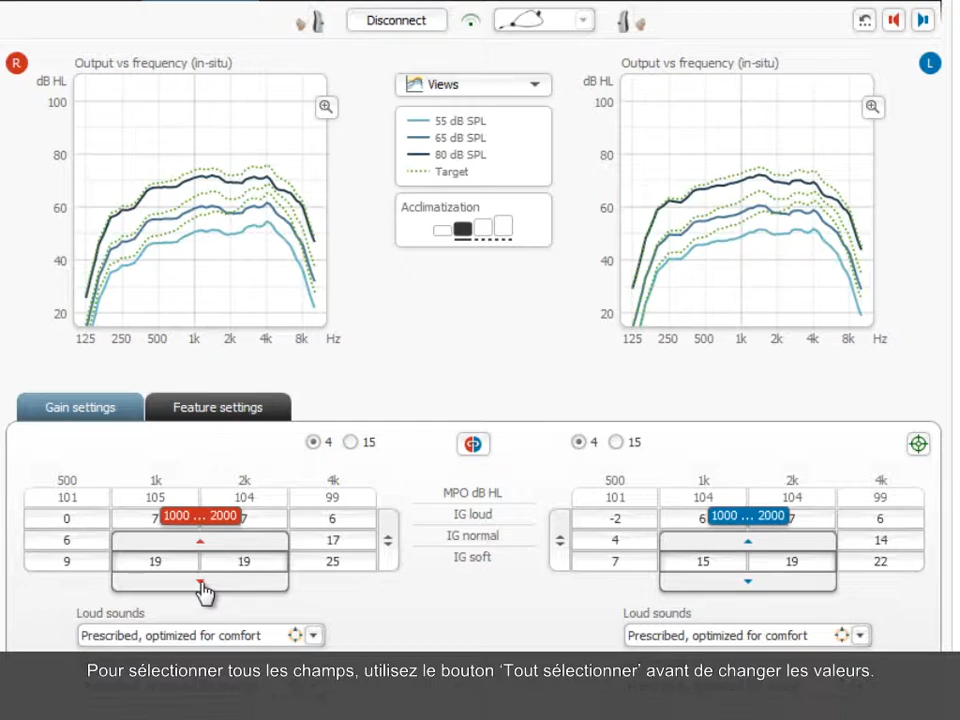 Disconnect
R
Output vs frequency (in-situ)
dB HL
100
80
60
40
20
125 250 500 1k 2k 4k 8k Hz
Views
55 dB SPL
65 dB SPL
80 dB SPL
Target
Acclimatization
Output vs frequency (in-situ)
L
dB HL
100
80
60
40
20
125 250 500 1k 2k 4k 8k Hz
Gain settings
Feature settings
4 15
4 15
500 1k 2k 4k
101 105 104 99
0 7 1000 ... 2000 7 6
6 17
9 19 19 25
MPO dB HL
IG loud
IG normal
IG soft
500 1k 2k 4k
101 104 104 99
-2 6 1000 ... 2000 7 6
4 14
7 15 19 22
Loud sounds
Prescribed, optimized for comfort
Loud sounds
Prescribed, optimized for comfort
Pour sélectionner tous les champs, utilisez le bouton ‘Tout sélectionner’ avant de changer les valeurs.